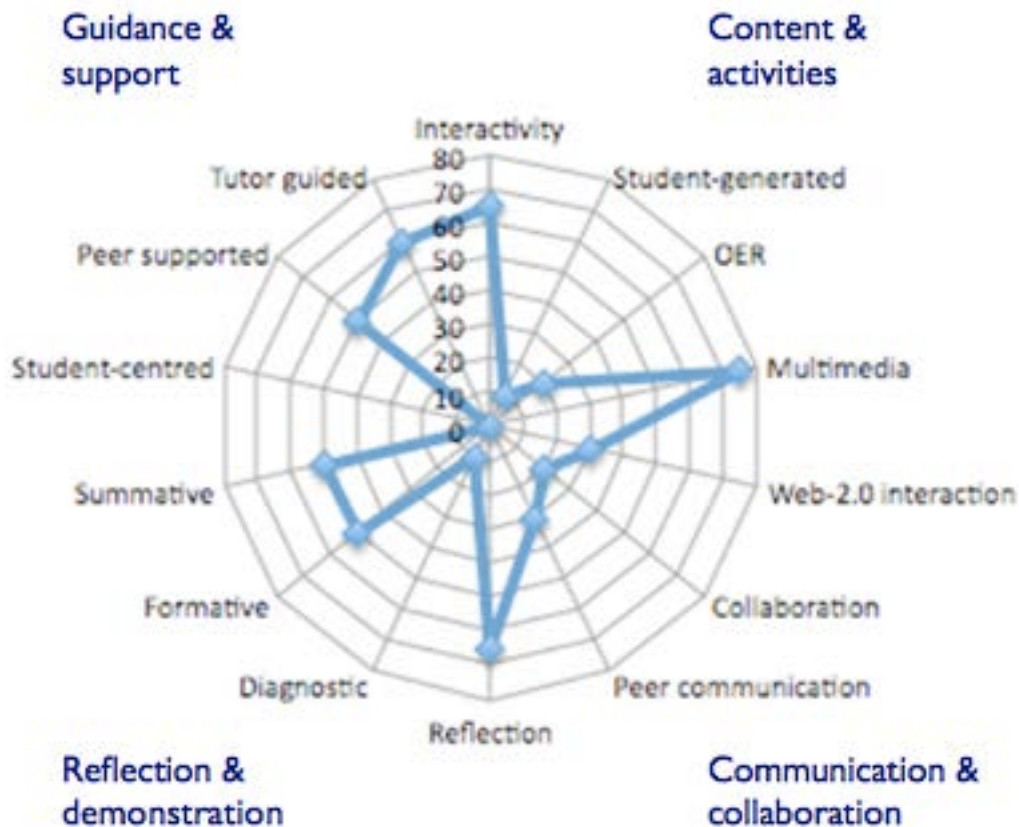 Guidance &
support
Content &
activities
Interactivity
80
70
60
50
40
30
20
10
0
Tutor guided
Student-generated
Peer supported
OER
Student-centred
Multimedia
Summative
Web-2.0 interaction
Formative
Collaboration
Diagnostic
Peer communication
Reflection
Reflection &
demonstration
Communication &
collaboration